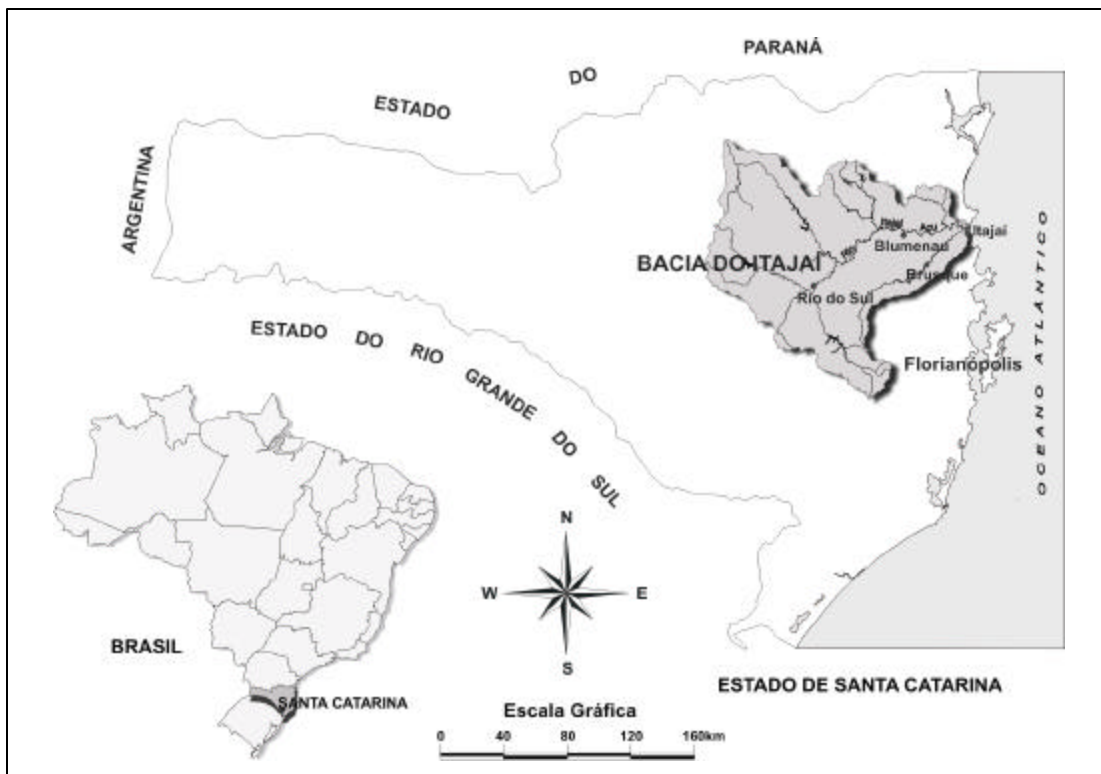 PARANÁ
DO
ESTADO
ARGENTINA
Itajaí
Blumenau
BACIA DO ITAJAÍ
Brusque
Rio do Sul
ESTADO DO RIO GRANDE DO SUL
Florianópolis
OCEANO ATLÂNTICO
N
W
E
S
BRASIL
SANTA CATARINA
ESTADO DE SANTA CATARINA
Escala Gráfica
0 40 80 120 160km